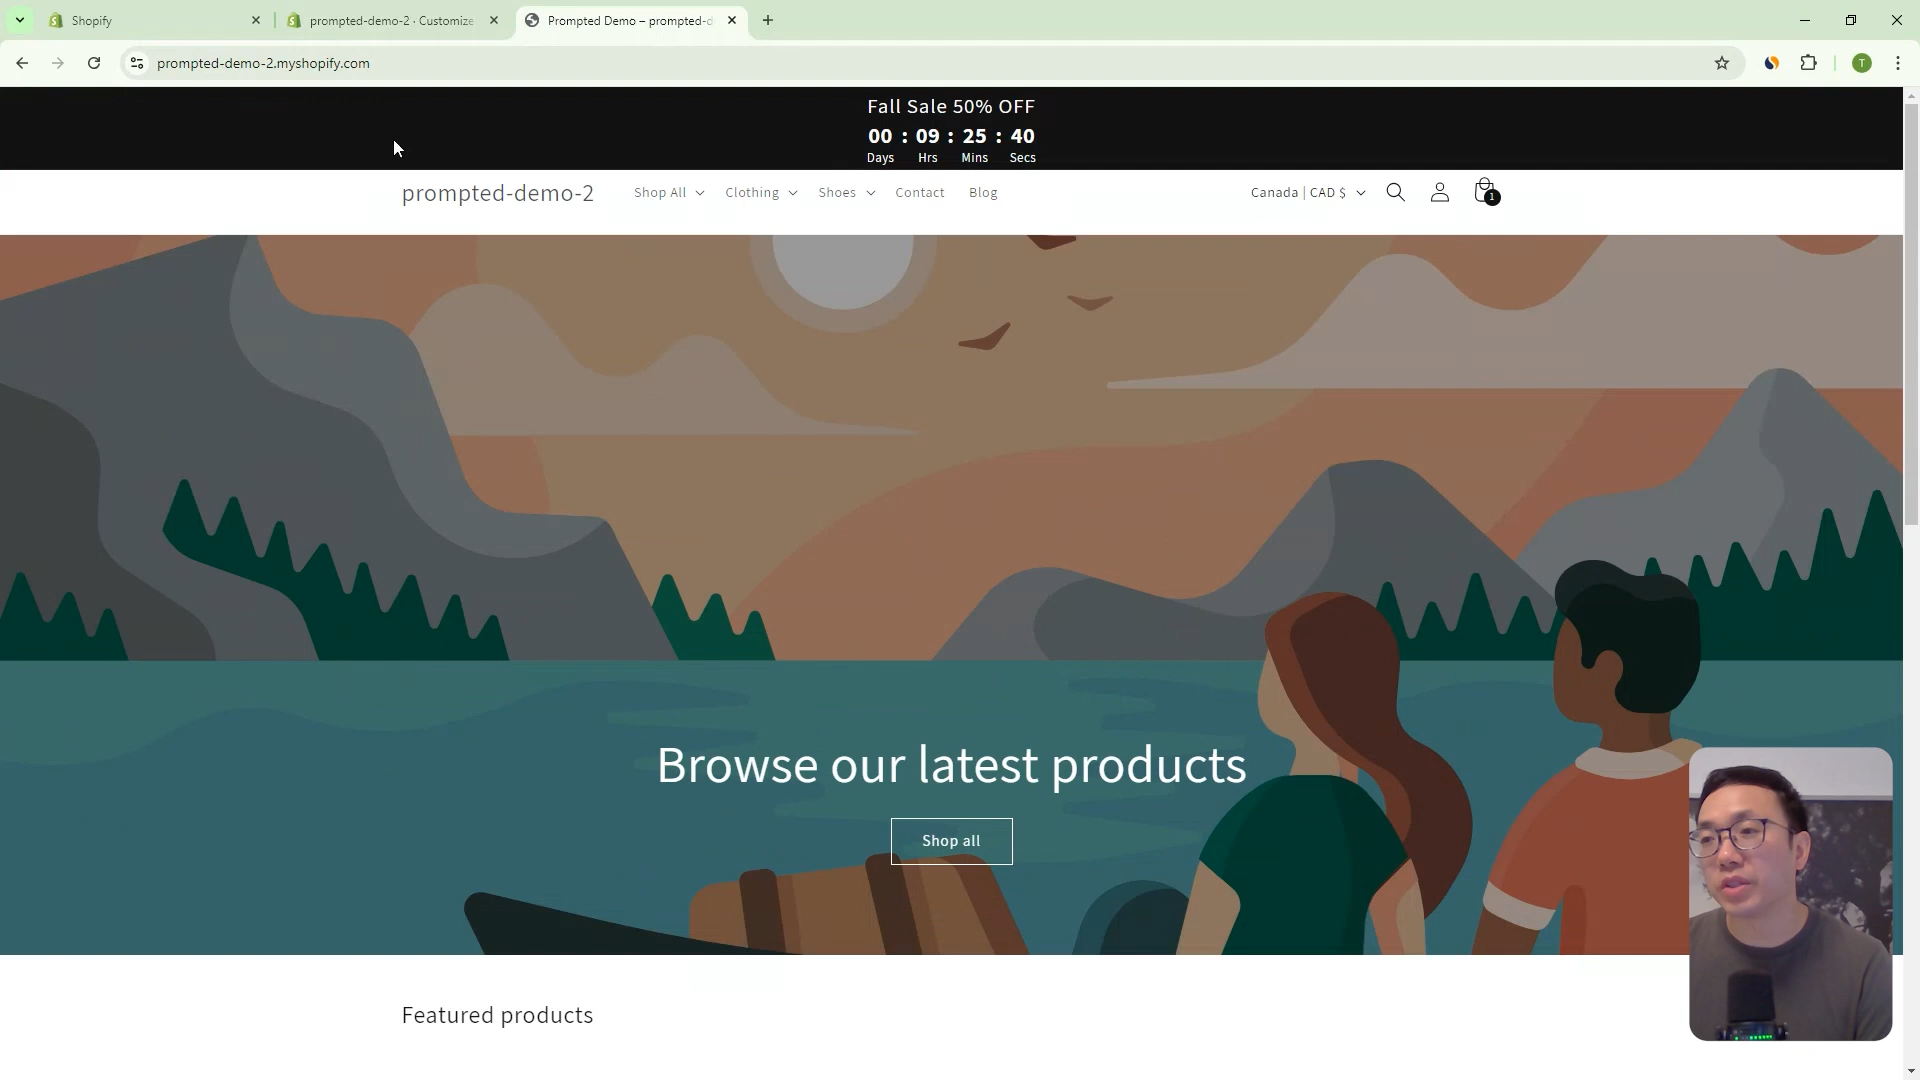 Shopify
prompted-demo-2 · Customize
Prompted Demo – prompted-d
prompted-demo-2.myshopify.com
T
Fall Sale 50% OFF
00 : 09 : 25 : 40
Days Hrs Mins Secs
prompted-demo-2
Shop All
Clothing
Shoes
Contact
Blog
Canada | CAD $
1
Browse our latest products
Shop all
Featured products